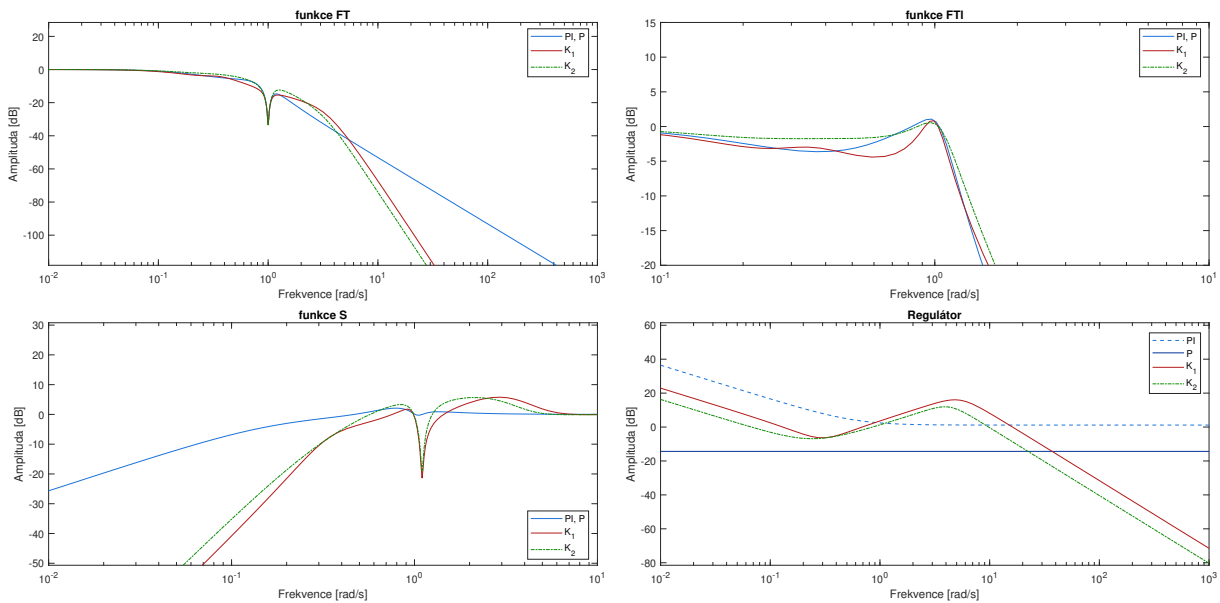 funkce FT
Amplituda [dB]
20
0
-20
-40
-60
-80
-100
10^-2
10^-1
10^0
10^1
10^2
10^3
Frekvence [rad/s]
PI, P
K_1
K_2
funkce FTI
Amplituda [dB]
15
10
5
0
-5
-10
-15
-20
10^-1
10^0
10^1
Frekvence [rad/s]
PI, P
K_1
K_2
funkce S
Amplituda [dB]
30
20
10
0
-10
-20
-30
-40
-50
10^-2
10^-1
10^0
10^1
Frekvence [rad/s]
PI, P
K_1
K_2
Regulátor
Amplituda [dB]
60
40
20
0
-20
-40
-60
-80
10^-2
10^-1
10^0
10^1
10^2
10^3
Frekvence [rad/s]
PI
P
K_1
K_2